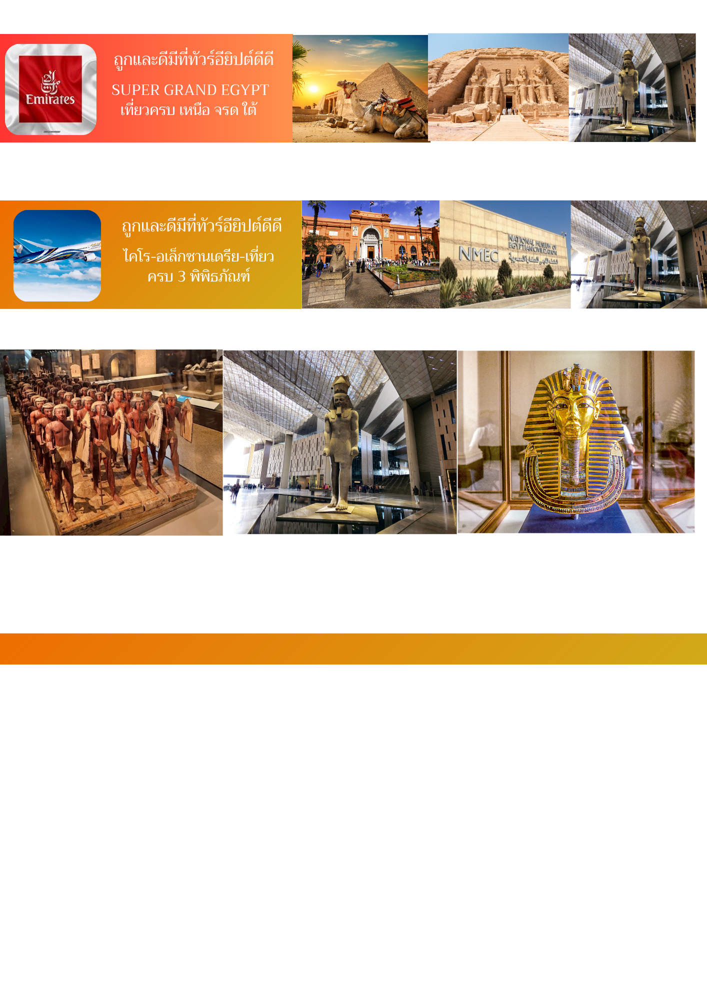 ถูกและดีมีที่ทัวร์อียิปต์ดีดี
SUPER GRAND EGYPT
เที่ยวครบ เหนือ จรด ใต้
Emirates
ถูกและดีมีที่ทัวร์อียิปต์ดีดี
ไคโร-อเล็กซานเดรีย-เที่ยว
ครบ 3 พิพิธภัณฑ์
NMEC
NATIONAL MUSEUM OF
EGYPTIAN CIVILIZATION
المتحف القومي للحضارة المصرية